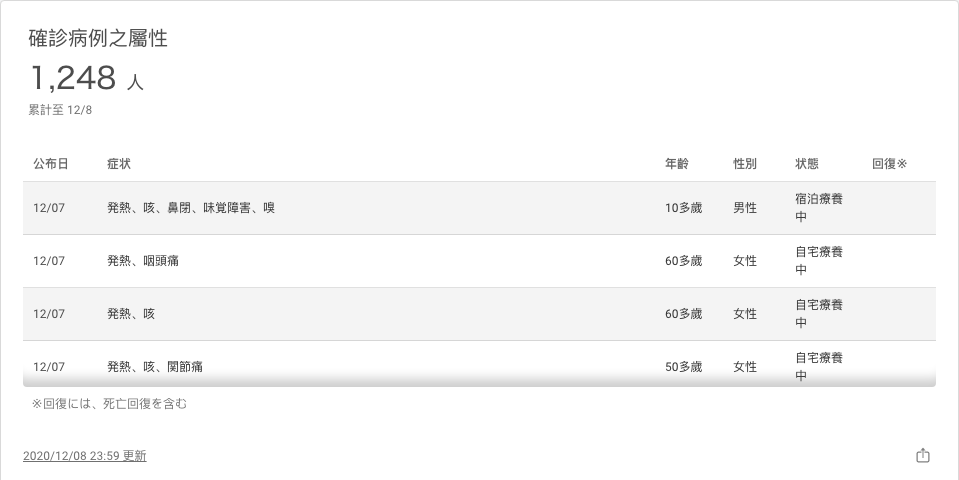 確診病例之屬性
1,248 人
累計至 12/8
公布日 症状 年齡 性別 状態 回復※
12/07 発熱、咳、鼻閉、味覚障害、嗅 10多歲 男性 宿泊療養
中
12/07 発熱、咽頭痛 60多歲 女性 自宅療養
中
12/07 発熱、咳 60多歲 女性 自宅療養
中
12/07 発熱、咳、関節痛 50多歲 女性 自宅療養
中
※回復には、死亡回復を含む
2020/12/08 23:59 更新